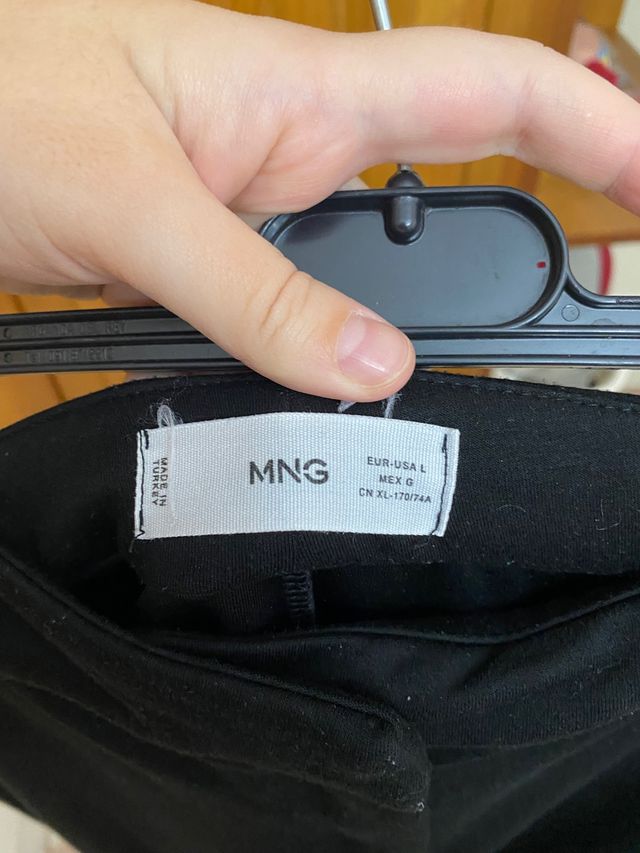 MADE IN
TURKEY
MNG
EUR-USA L
MEX G
CN XL-170/74A